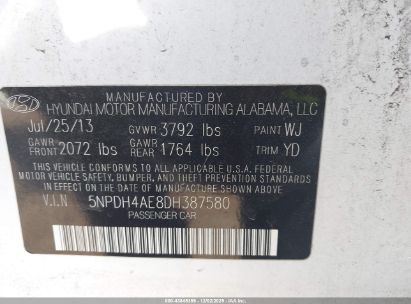 MANUFACTURED BY
HYUNDAI MOTOR MANUFACTURING ALABAMA, LLC
Jul/25/13 GVWR 3792 lbs PAINT WJ
GAWR FRONT 2072 lbs GAWR REAR 1764 lbs TRIM YD
THIS VEHICLE CONFORMS TO ALL APPLICABLE U.S. FEDERAL
MOTOR VEHICLE SAFETY, BUMPER, AND THEFT PREVENTION
STANDARDS IN EFFECT ON THE DATE OF MANUFACTURE SHOWN ABOVE.
V.I.N 5NPDH4AE8DH387580
PASSENGER CAR